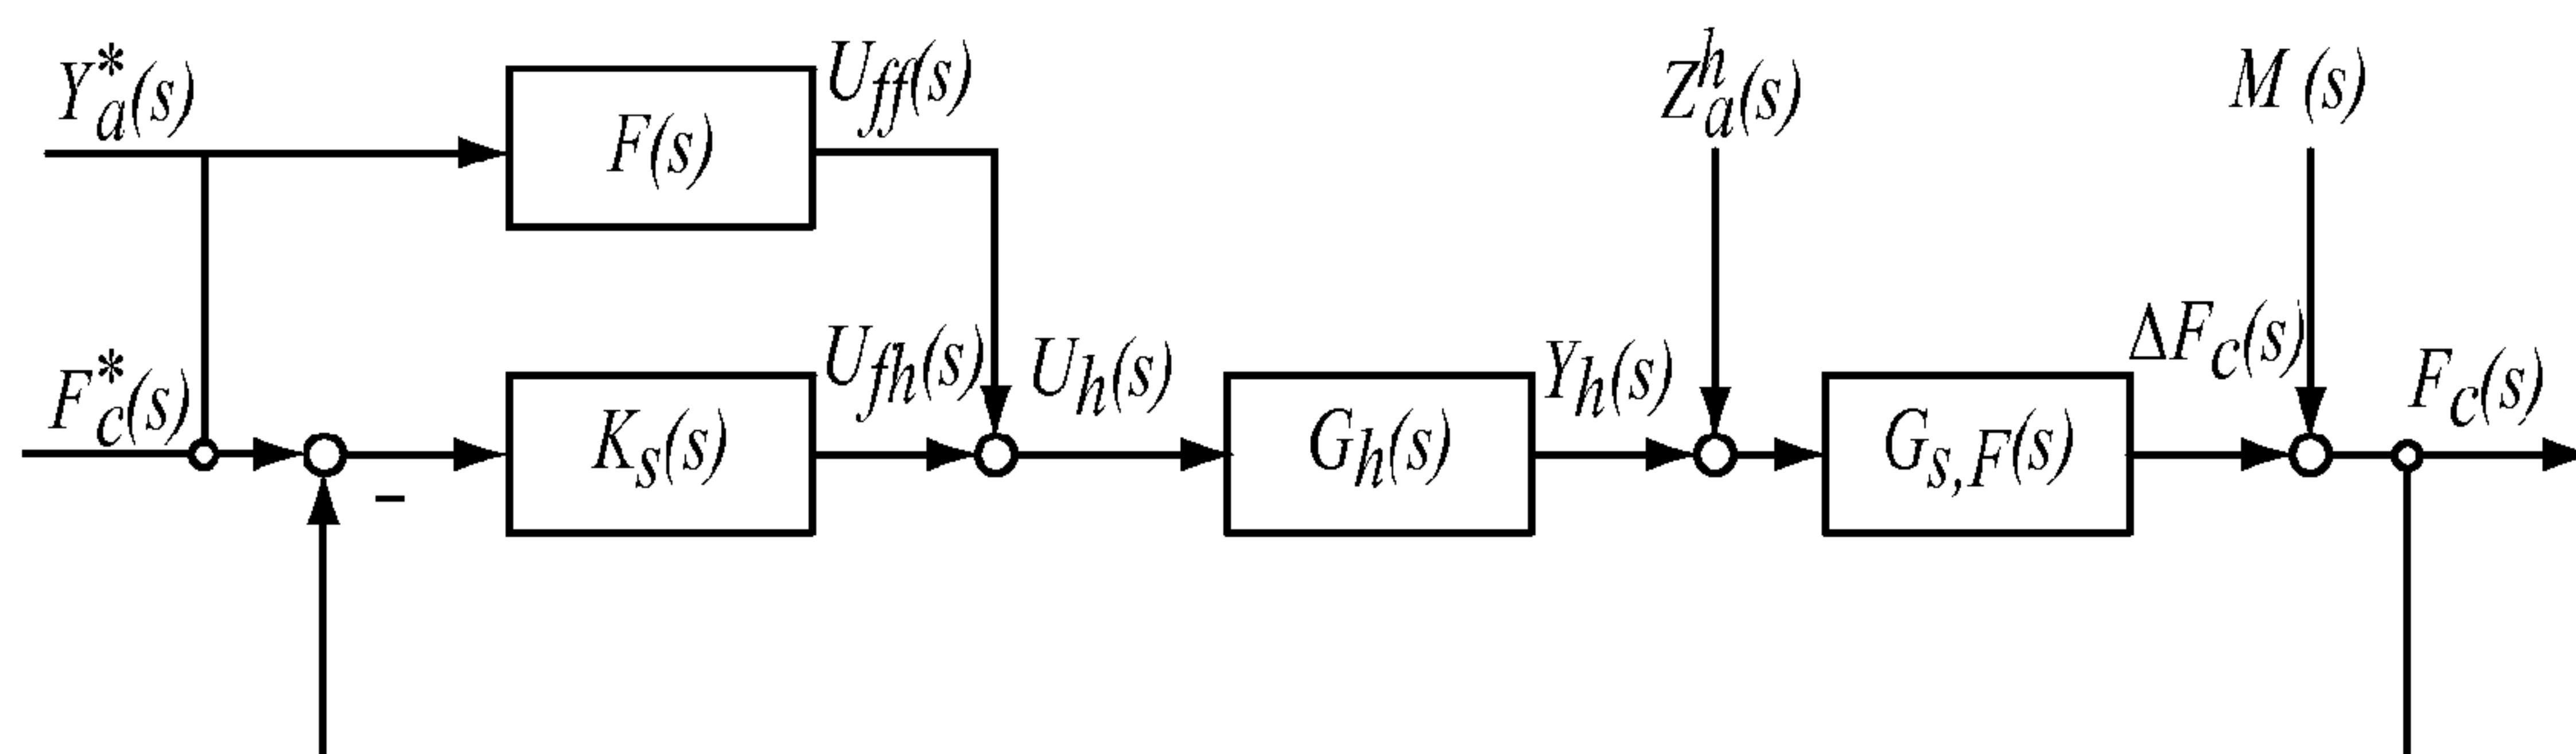 Y*a(s)
F(s)
Uff(s)
Zha(s)
M (s)
F*c(s)
Ks(s)
Ufh(s)
Uh(s)
Gh(s)
Yh(s)
Gs,F(s)
ΔFc(s)
Fc(s)
–